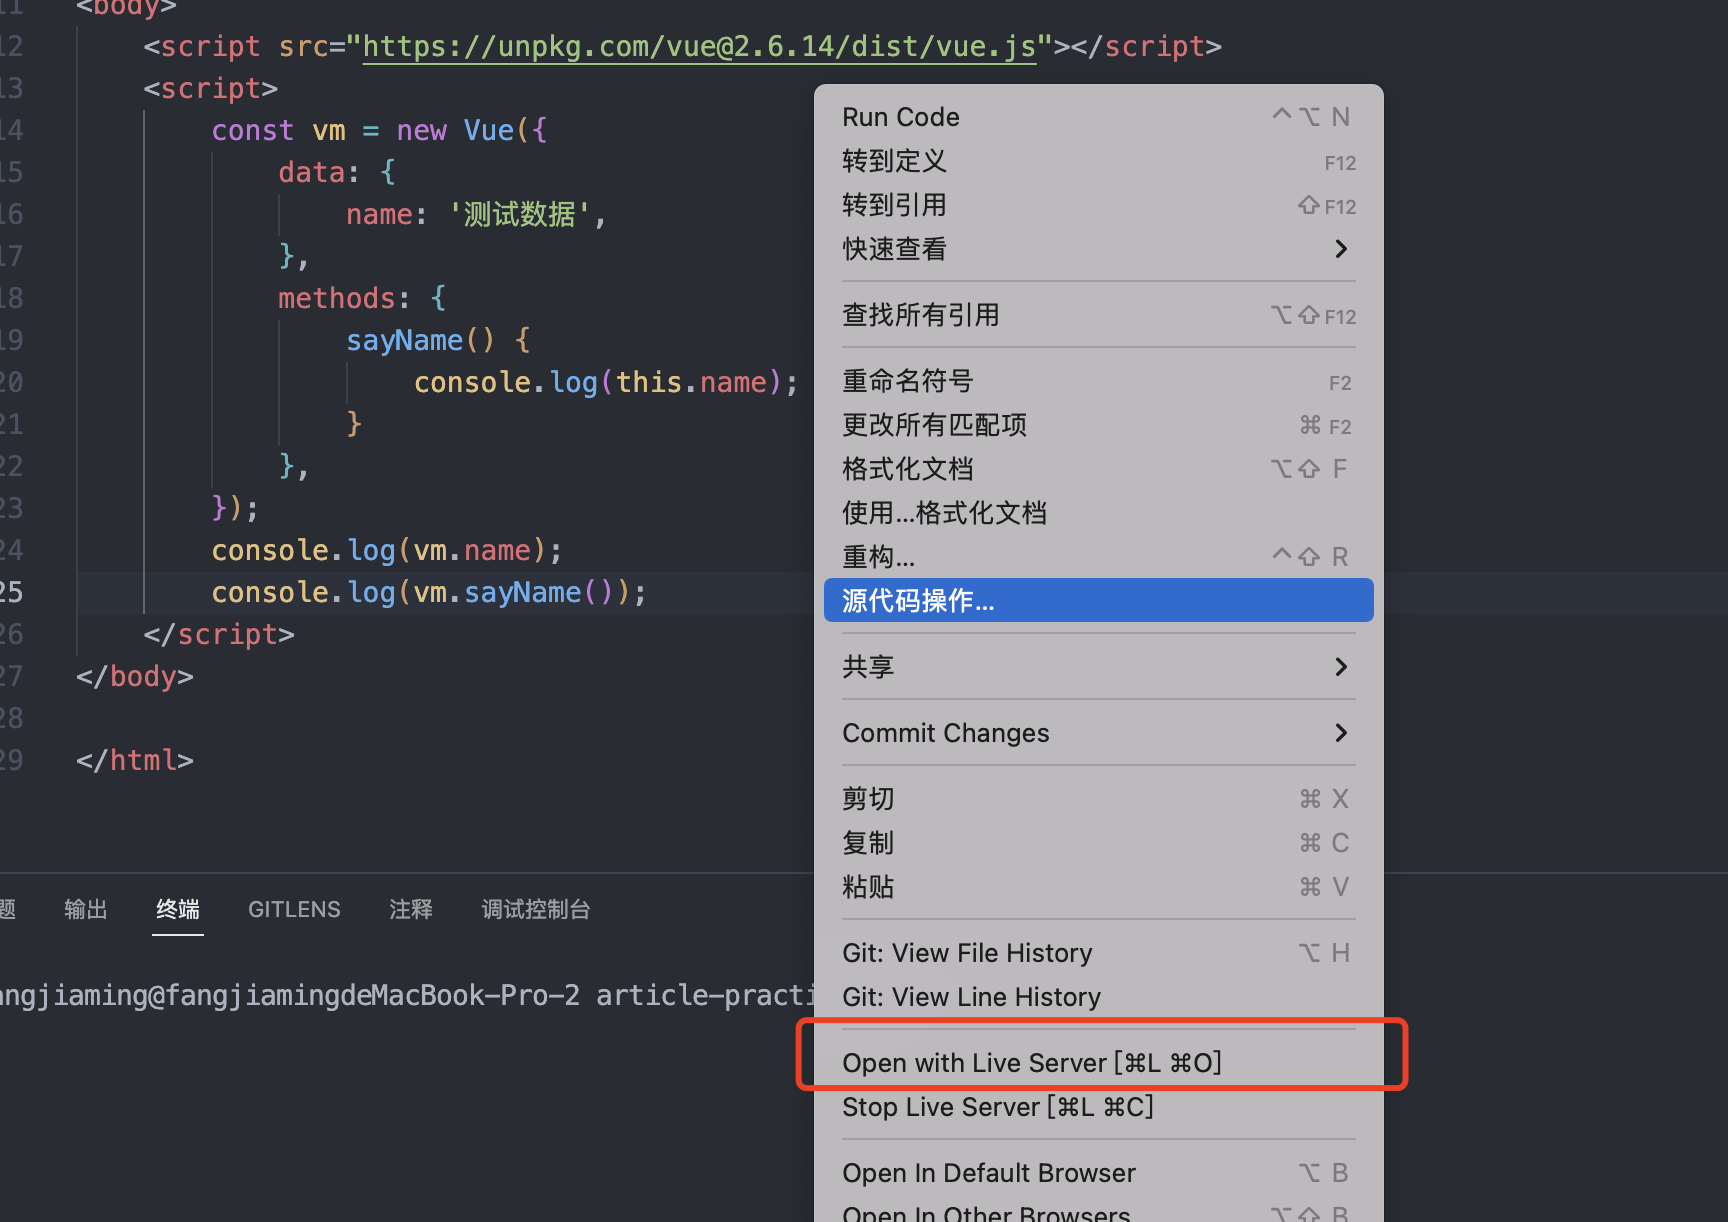 11 <body>
12 <script src="https://unpkg.com/vue@2.6.14/dist/vue.js"></script>
13 <script>
14 const vm = new Vue({
15 data: {
16 name: '测试数据',
17 },
18 methods: {
19 sayName() {
20 console.log(this.name);
21 }
22 },
23 });
24 console.log(vm.name);
25 console.log(vm.sayName());
26 </script>
27 </body>
28
29 </html>
题 输出 终端 GITLENS 注释 调试控制台
angjiaming@fangjiamingdeMacBook-Pro-2 article-practi
Run Code ^⌥ N
转到定义 F12
转到引用 ⇧F12
快速查看
查找所有引用 ⌥⇧F12
重命名符号 F2
更改所有匹配项 ⌘ F2
格式化文档 ⌥⇧ F
使用...格式化文档
重构... ^⇧ R
源代码操作...
共享
Commit Changes
剪切 ⌘ X
复制 ⌘ C
粘贴 ⌘ V
Git: View File History ⌥ H
Git: View Line History
Open with Live Server [⌘L ⌘O]
Stop Live Server [⌘L ⌘C]
Open In Default Browser ⌥ B
Open In Other Browsers ⌥⇧ B